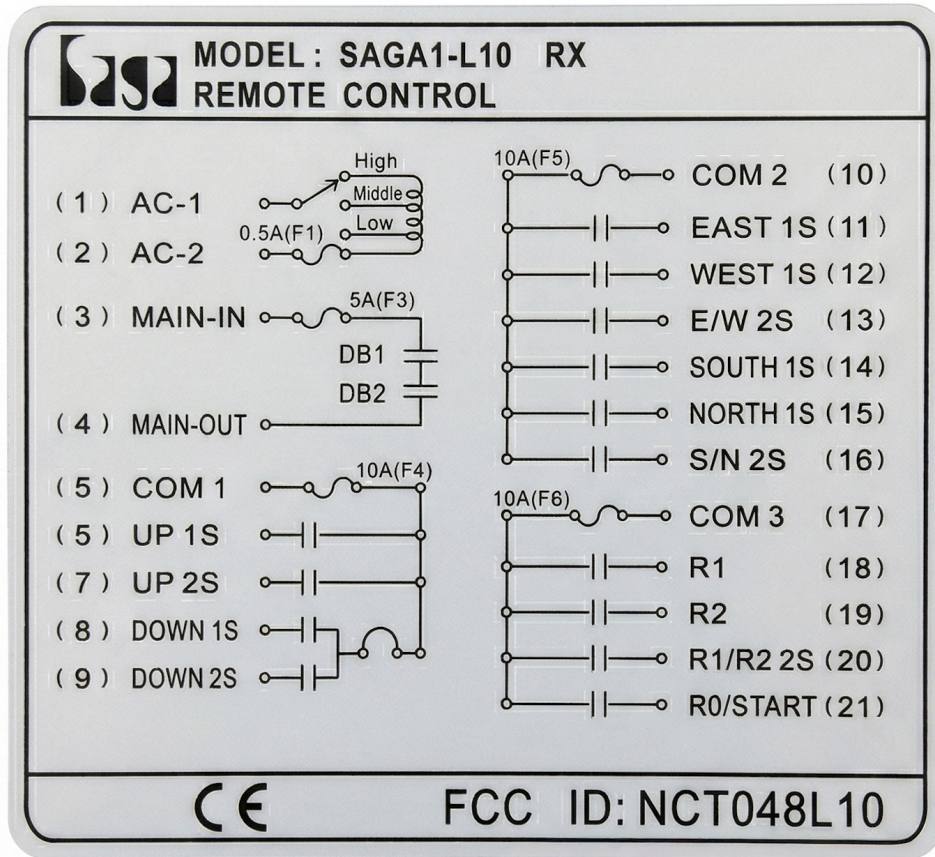 Saga
MODEL : SAGA1-L10 RX
REMOTE CONTROL
High
Middle
Low
( 1 ) AC-1
0.5A(F1)
( 2 ) AC-2
( 3 ) MAIN-IN
5A(F3)
DB1
DB2
( 4 ) MAIN-OUT
( 5 ) COM 1
10A(F4)
( 5 ) UP 1S
( 7 ) UP 2S
( 8 ) DOWN 1S
( 9 ) DOWN 2S
10A(F5)
COM 2 (10)
EAST 1S (11)
WEST 1S (12)
E/W 2S (13)
SOUTH 1S (14)
NORTH 1S (15)
S/N 2S (16)
10A(F6)
COM 3 (17)
R1 (18)
R2 (19)
R1/R2 2S (20)
R0/START (21)
CE
FCC ID: NCT048L10